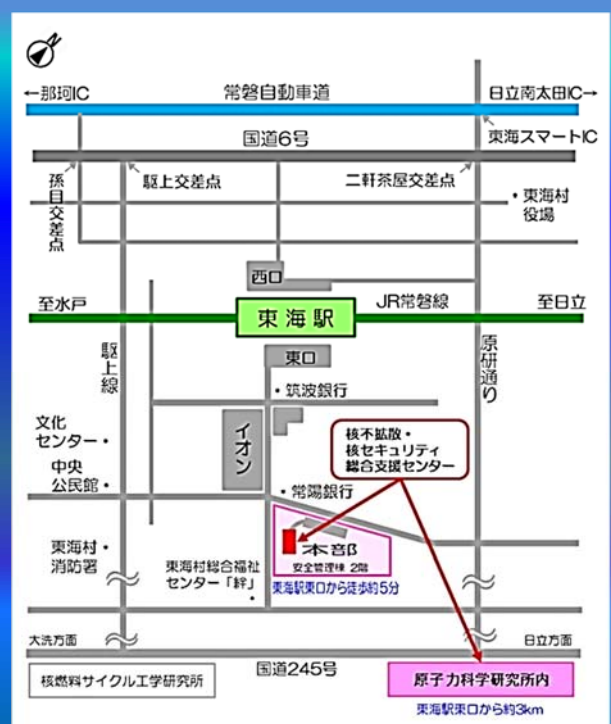 N
←那珂IC
常磐自動車道
日立南太田IC→
東海スマートIC
国道6号
孫目交差点
駆上交差点
二軒茶屋交差点
・東海村
役場
西口
至水戸
東海駅
JR常磐線
至日立
駆上線
東口
原研通り
・筑波銀行
文化
センター・
イオン
核不拡散・
核セキュリティ
総合支援センター
中央
公民館・
・常陽銀行
東海村・
消防署
本部
安全管理棟 2階
東海村総合福祉
センター「絆」・
東海駅東口から徒歩約5分
大洗方面
国道245号
日立方面
核燃料サイクル工学研究所
原子力科学研究所内
東海駅東口から約3km